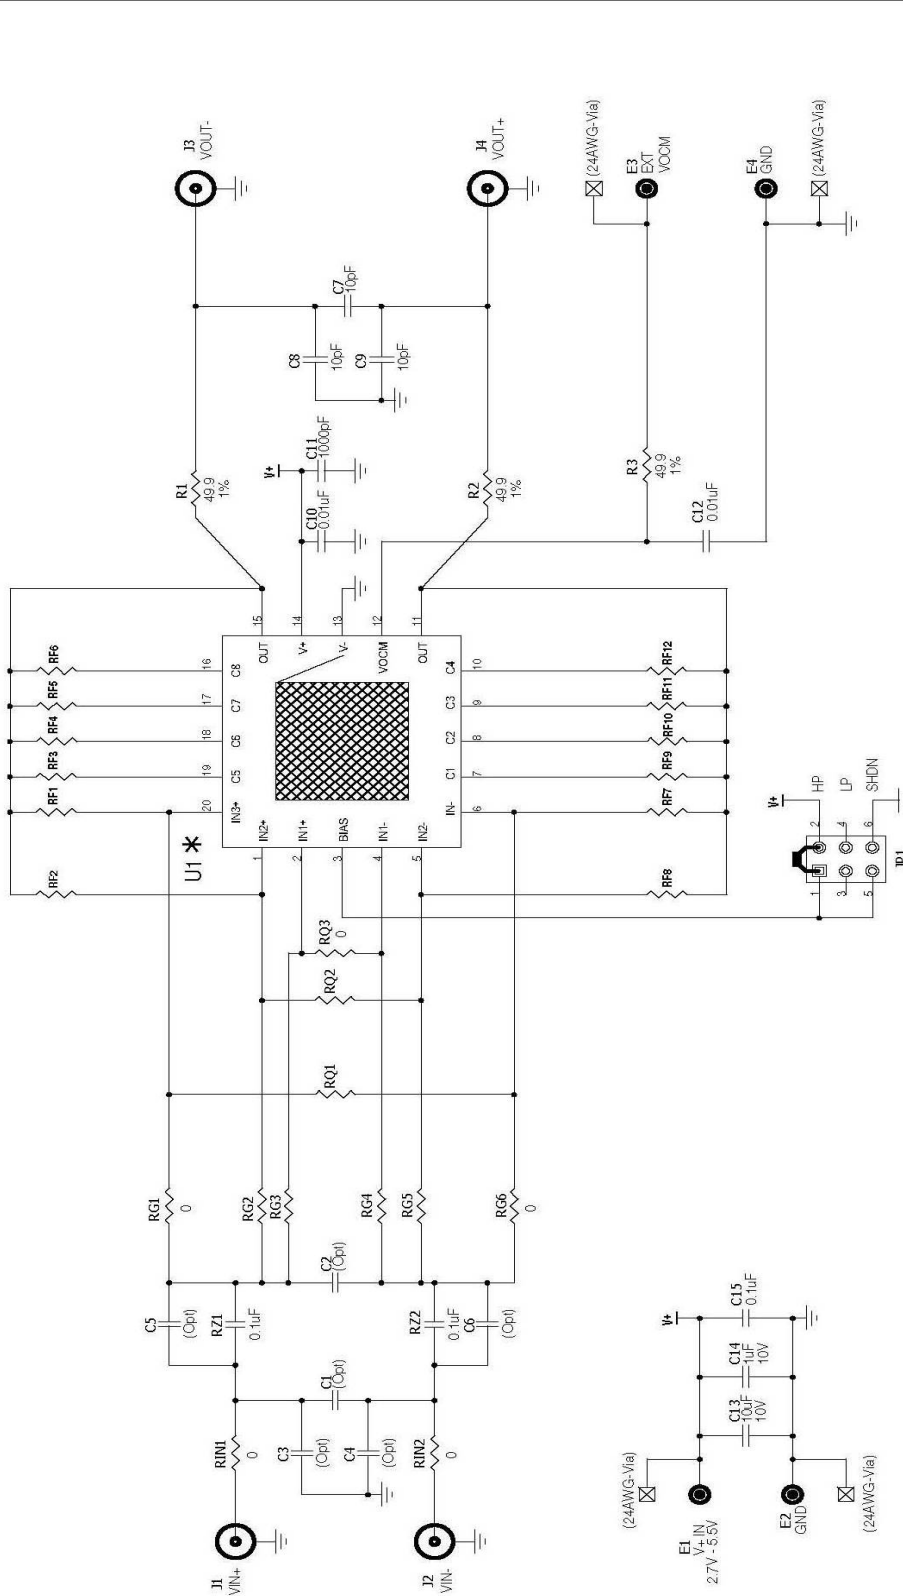 J3
VOUT-
J4
VOUT+
(24AWG-Via)
E3
EXT
VOCM
E4
GND
(24AWG-Via)
C7
10pF
C8
10pF
C9
10pF
R1
49.9
1%
V+
C11
1000pF
C10
0.01uF
R2
49.9
1%
R3
49.9
1%
C12
0.01uF
RF6
RF5
RF4
RF3
RF1
RF2
16
17
18
19
20
C8
C7
C6
C5
IN3+
15
14
13
12
11
OUT
V+
V-
VOCM
OUT
U1 *
IN2+
IN1+
BIAS
IN1-
IN2-
1
2
3
4
5
C4
C3
C2
C1
IN-
10
9
8
7
6
RF12
RF11
RF10
RF9
RF7
RF8
V+
HP
LP
SHDN
2
4
6
1
3
5
JP1
RQ3
0
RQ2
RQ1
RG1
0
RG2
RG3
RG4
RG5
RG6
0
C5
(Opt)
RZ1
0.1uF
C2
(Opt)
RZ2
0.1uF
C6
(Opt)
RIN1
0
C3
(Opt)
C1
(Opt)
C4
(Opt)
RIN2
0
J1
VIN+
J2
VIN-
V+
C15
0.1uF
C14
1uF
10V
C13
10uF
10V
(24AWG-Via)
E1
V+ IN
2.7V - 5.5V
E2
GND
(24AWG-Via)